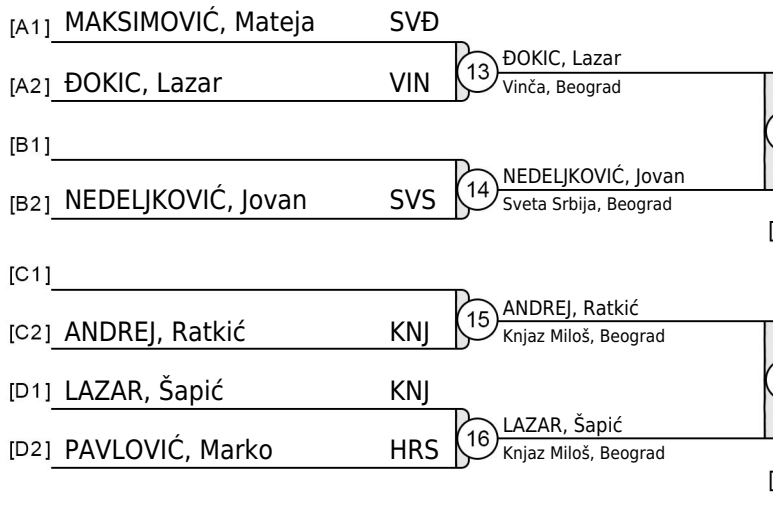 [A1] MAKSIMOVIĆ, Mateja SVĐ
ĐOKIC, Lazar
13
[A2] ĐOKIC, Lazar VIN
Vinča, Beograd
[B1]
NEDELJKOVIĆ, Jovan
14
[B2] NEDELJKOVIĆ, Jovan SVS
Sveta Srbija, Beograd
[C1]
ANDREJ, Ratkić
15
[C2] ANDREJ, Ratkić KNJ
Knjaz Miloš, Beograd
[D1] LAZAR, Šapić KNJ
LAZAR, Šapić
16
[D2] PAVLOVIĆ, Marko HRS
Knjaz Miloš, Beograd